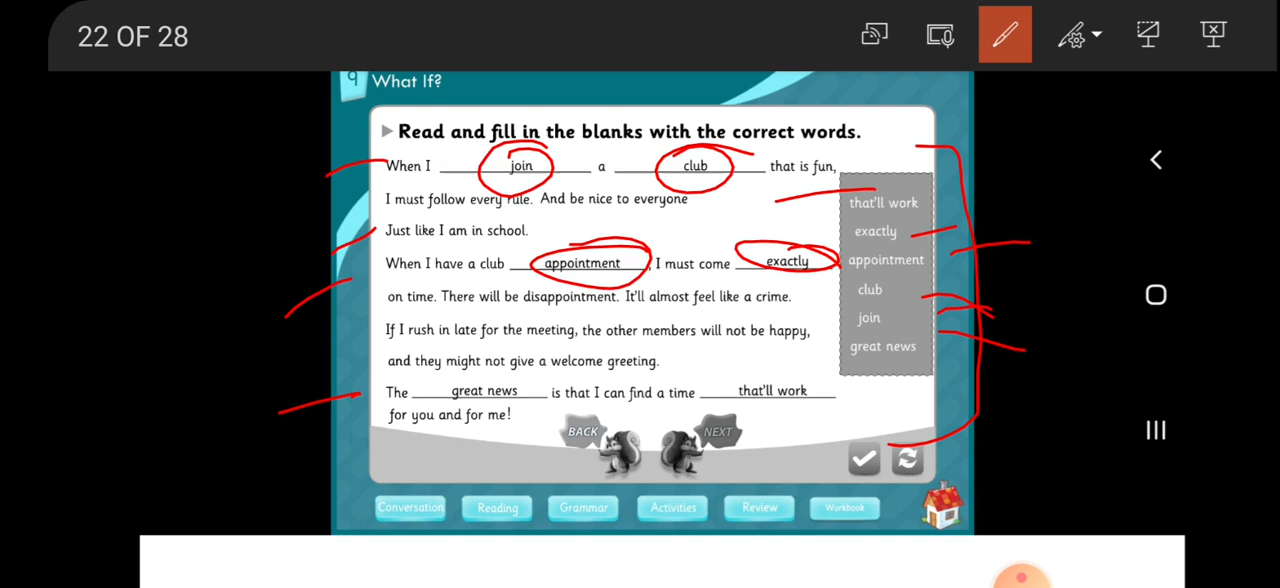 22 OF 28
9 What If?
Read and fill in the blanks with the correct words.
When I join a club that is fun,
I must follow every rule. And be nice to everyone
Just like I am in school.
When I have a club appointment, I must come exactly
on time. There will be disappointment. It'll almost feel like a crime.
If I rush in late for the meeting, the other members will not be happy,
and they might not give a welcome greeting.
The great news is that I can find a time that'll work
for you and for me!
that'll work
exactly
appointment
club
join
great news
BACK NEXT
Conversation Reading Grammar Activities Review Workbook